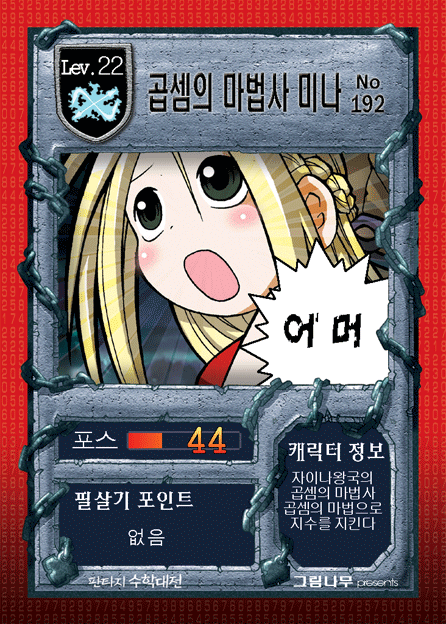 Lev.22
곱셈의 마법사 미나
No
192
어머
포스 44
필살기 포인트
없음
캐릭터 정보
자이나왕국의
곱셈의 마법사
곱셈의 마법으로
지수를 지킨다
판타지 수학대전
그림나무 presents